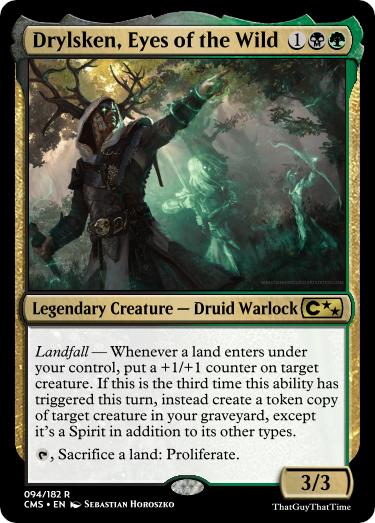 Drylsken, Eyes of the Wild 1
Legendary Creature — Druid Warlock C
Landfall — Whenever a land enters under
your control, put a +1/+1 counter on target
creature. If this is the third time this ability has
triggered this turn, instead create a token copy
of target creature in your graveyard, except
it's a Spirit in addition to its other types.
, Sacrifice a land: Proliferate.
3/3
094/182 R
CMS • EN Sebastian Horoszko
ThatGuyThatTime